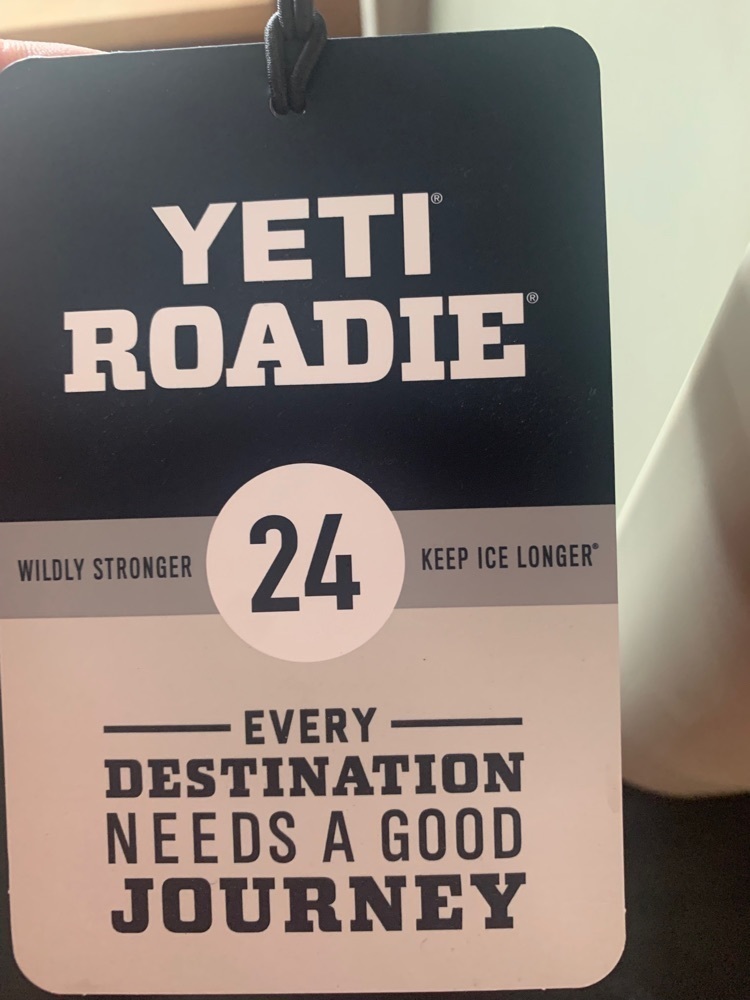 YETI®
ROADIE®
WILDLY STRONGER 24 KEEP ICE LONGER®
EVERY
DESTINATION
NEEDS A GOOD
JOURNEY